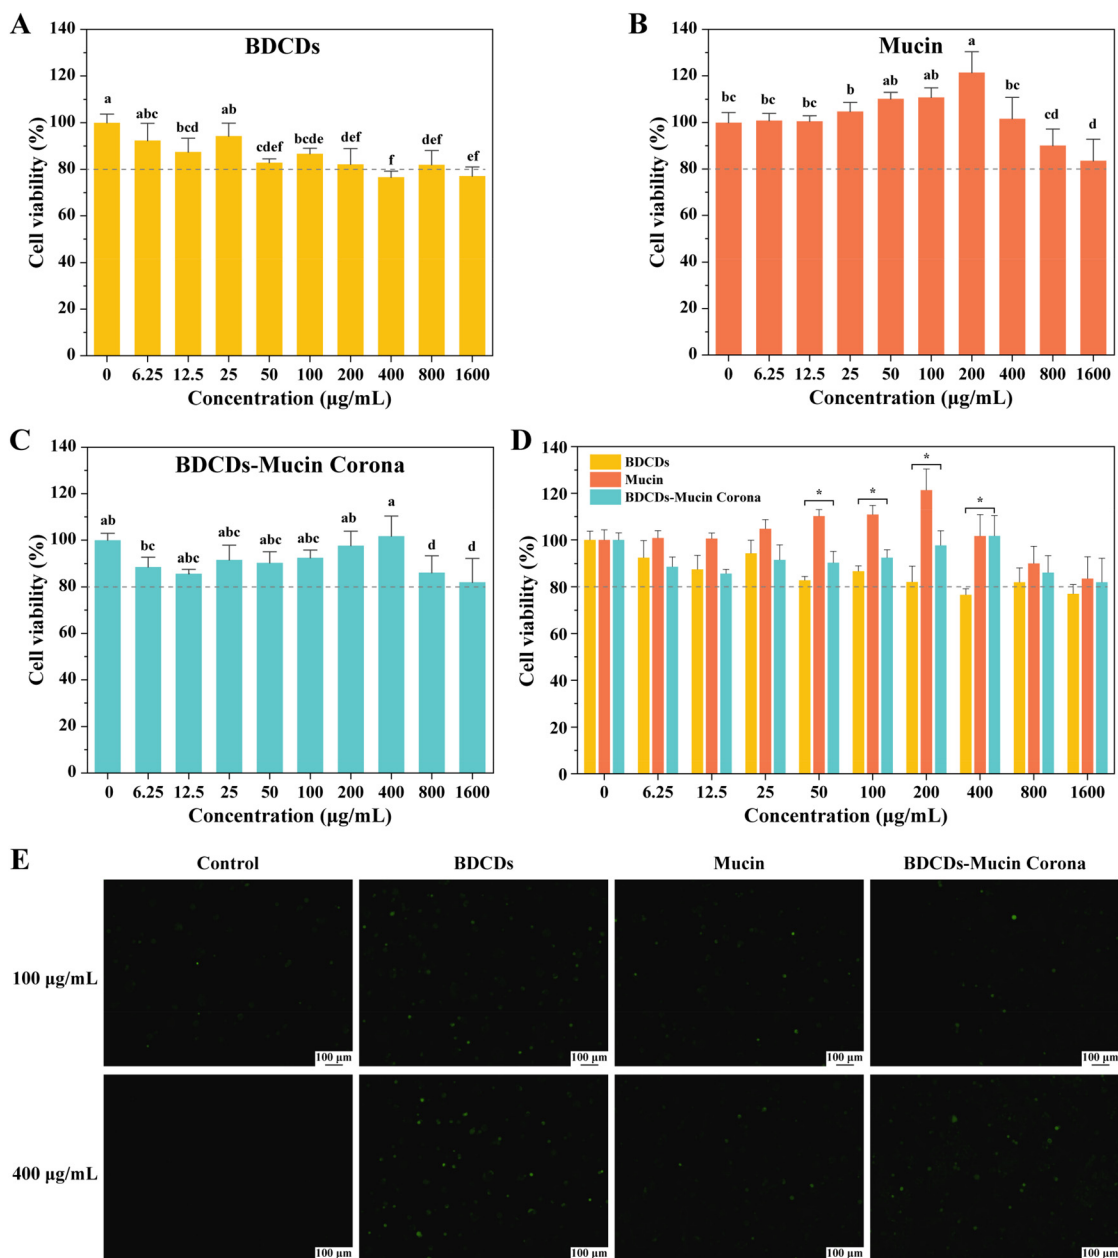 A
BDCDs
Cell viability (%)
140
120
100
80
60
40
20
0
a
abc
bcd
ab
cdef
bcde
def
f
def
ef
0 6.25 12.5 25 50 100 200 400 800 1600
Concentration (μg/mL)
B
Mucin
Cell viability (%)
140
120
100
80
60
40
20
0
bc
bc
bc
b
ab
ab
a
bc
cd
d
0 6.25 12.5 25 50 100 200 400 800 1600
Concentration (μg/mL)
C
BDCDs-Mucin Corona
Cell viability (%)
140
120
100
80
60
40
20
0
ab
bc
abc
abc
abc
abc
ab
a
d
d
0 6.25 12.5 25 50 100 200 400 800 1600
Concentration (μg/mL)
D
BDCDs
Mucin
BDCDs-Mucin Corona
Cell viability (%)
140
120
100
80
60
40
20
0
*
*
*
*
0 6.25 12.5 25 50 100 200 400 800 1600
Concentration (μg/mL)
E
Control BDCDs Mucin BDCDs-Mucin Corona
100 μg/mL
100 μm 100 μm 100 μm 100 μm
400 μg/mL
100 μm 100 μm 100 μm 100 μm